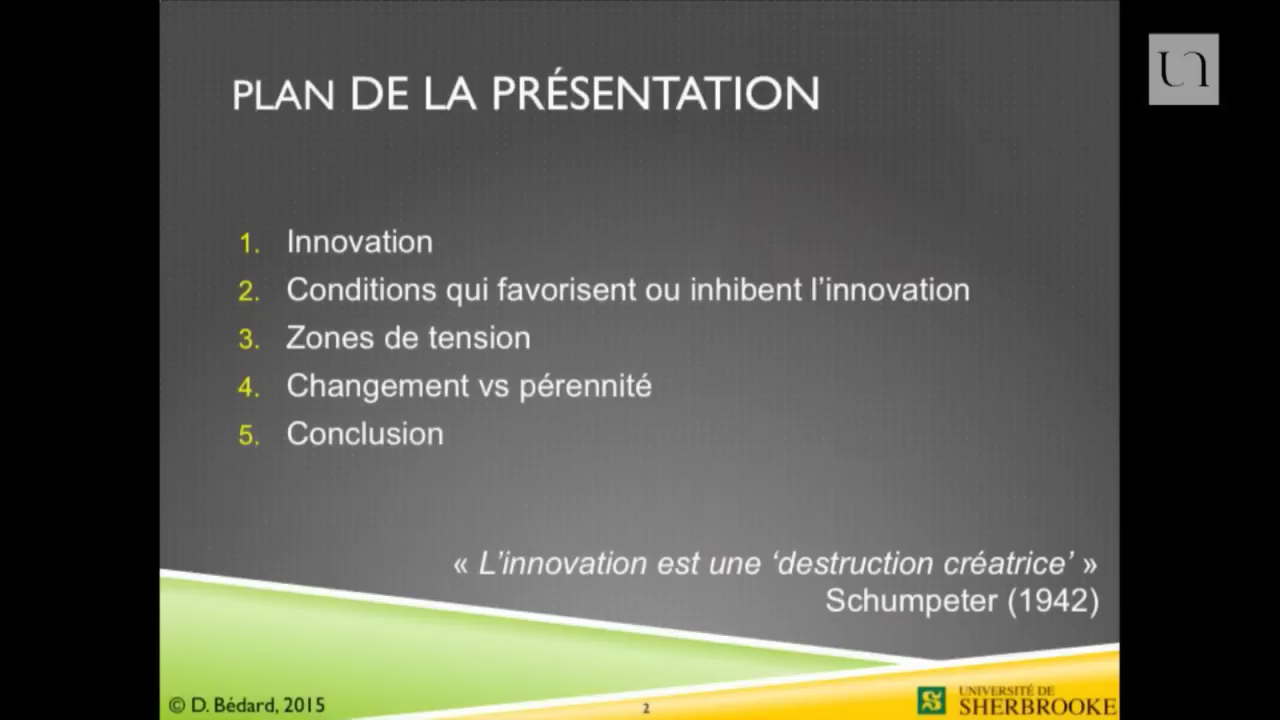 PLAN DE LA PRÉSENTATION
1. Innovation
2. Conditions qui favorisent ou inhibent l’innovation
3. Zones de tension
4. Changement vs pérennité
5. Conclusion
« L’innovation est une ‘destruction créatrice’ »
Schumpeter (1942)
© D. Bédard, 2015
2
UNIVERSITÉ DE
SHERBROOKE